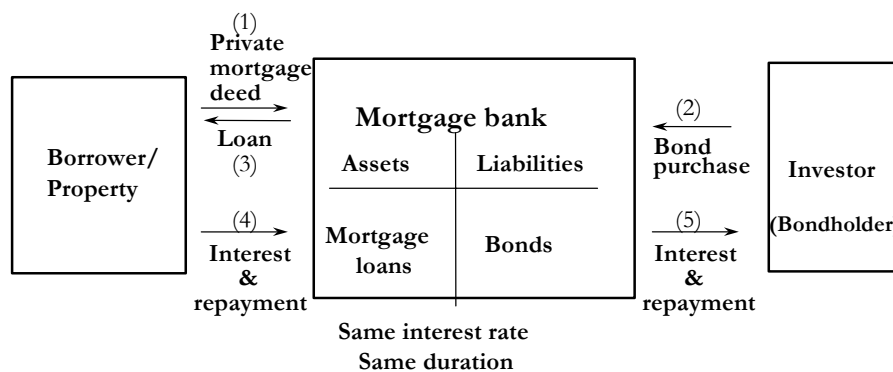 (1)
Private
mortgage
deed
Loan
(3)
(4)
Interest
&
repayment
Borrower/
Property
Mortgage bank
Assets
Liabilities
Mortgage
loans
Bonds
Same interest rate
Same duration
(2)
Bond
purchase
(5)
Interest
&
repayment
Investor
(Bondholder